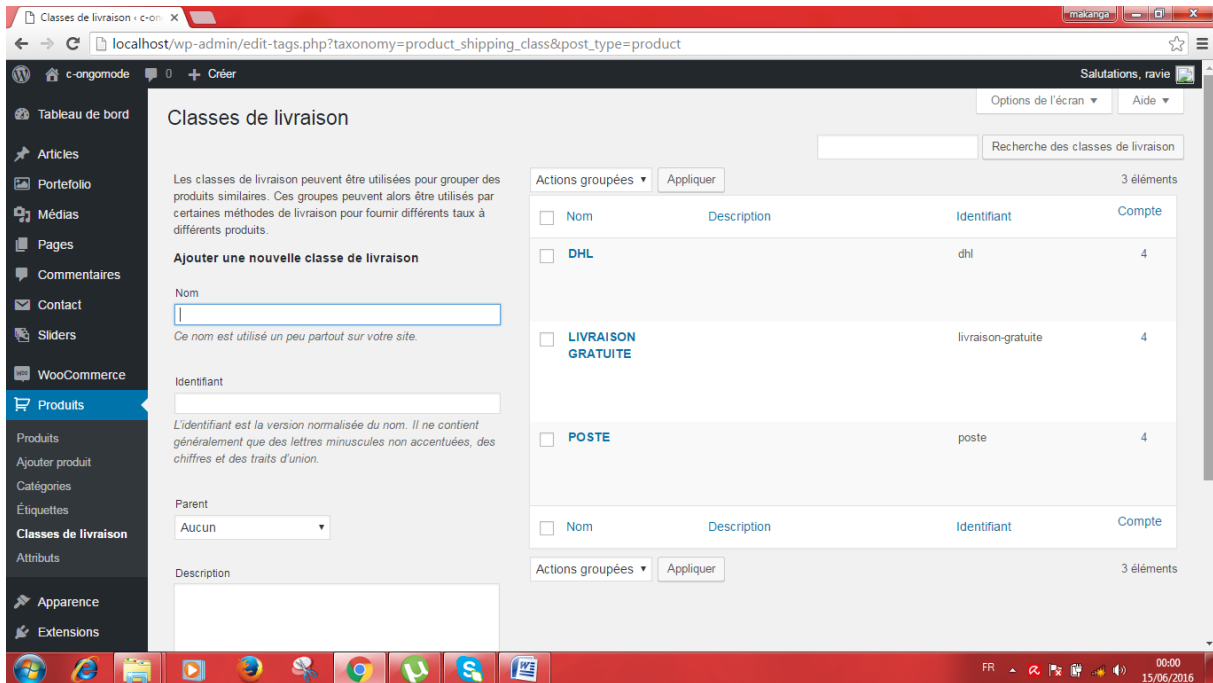 Classes de livraison ‹ c-on
makanga
localhost/wp-admin/edit-tags.php?taxonomy=product_shipping_class&post_type=product
c-ongomode 0 + Créer
Salutations, ravie
Options de l'écran ▼ Aide ▼
Tableau de bord
Articles
Portefolio
Médias
Pages
Commentaires
Contact
Sliders
WooCommerce
Produits
Produits
Ajouter produit
Catégories
Étiquettes
Classes de livraison
Attributs
Apparence
Extensions
Classes de livraison
Recherche des classes de livraison
Les classes de livraison peuvent être utilisées pour grouper des
produits similaires. Ces groupes peuvent alors être utilisés par
certaines méthodes de livraison pour fournir différents taux à
différents produits.
Ajouter une nouvelle classe de livraison
Nom
Ce nom est utilisé un peu partout sur votre site.
Identifiant
L'identifiant est la version normalisée du nom. Il ne contient
généralement que des lettres minuscules non accentuées, des
chiffres et des traits d'union.
Parent
Aucun
Description
Actions groupées Appliquer 3 éléments
Nom Description Identifiant Compte
DHL dhl 4
LIVRAISON
GRATUITE livraison-gratuite 4
POSTE poste 4
Nom Description Identifiant Compte
Actions groupées Appliquer 3 éléments
FR
00:00
15/06/2016